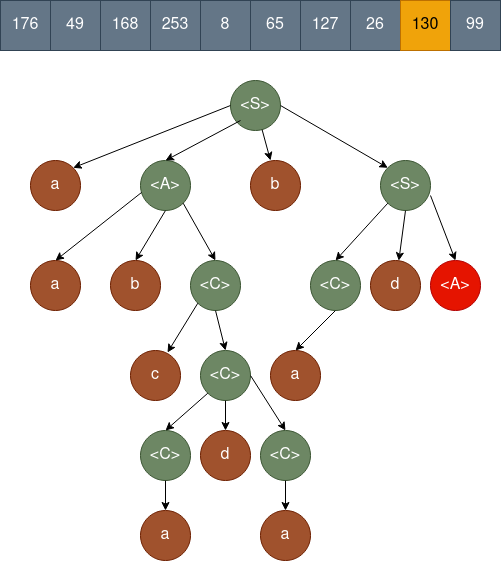 176 49 168 253 8 65 127 26 130 99
<S>
a <A> b <S>
a b <C> <C> d <A>
c <C> a
<C> d <C>
a a